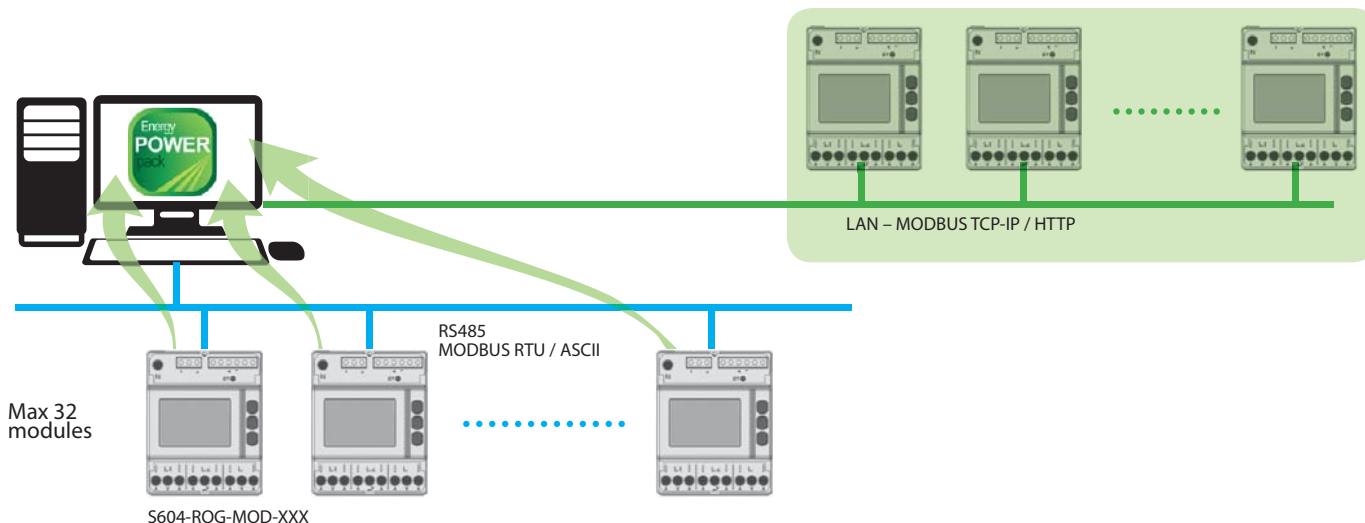 Energy
POWER
pack
LAN – MODBUS TCP-IP / HTTP
RS485
MODBUS RTU / ASCII
Max 32
modules
S604-ROG-MOD-XXX